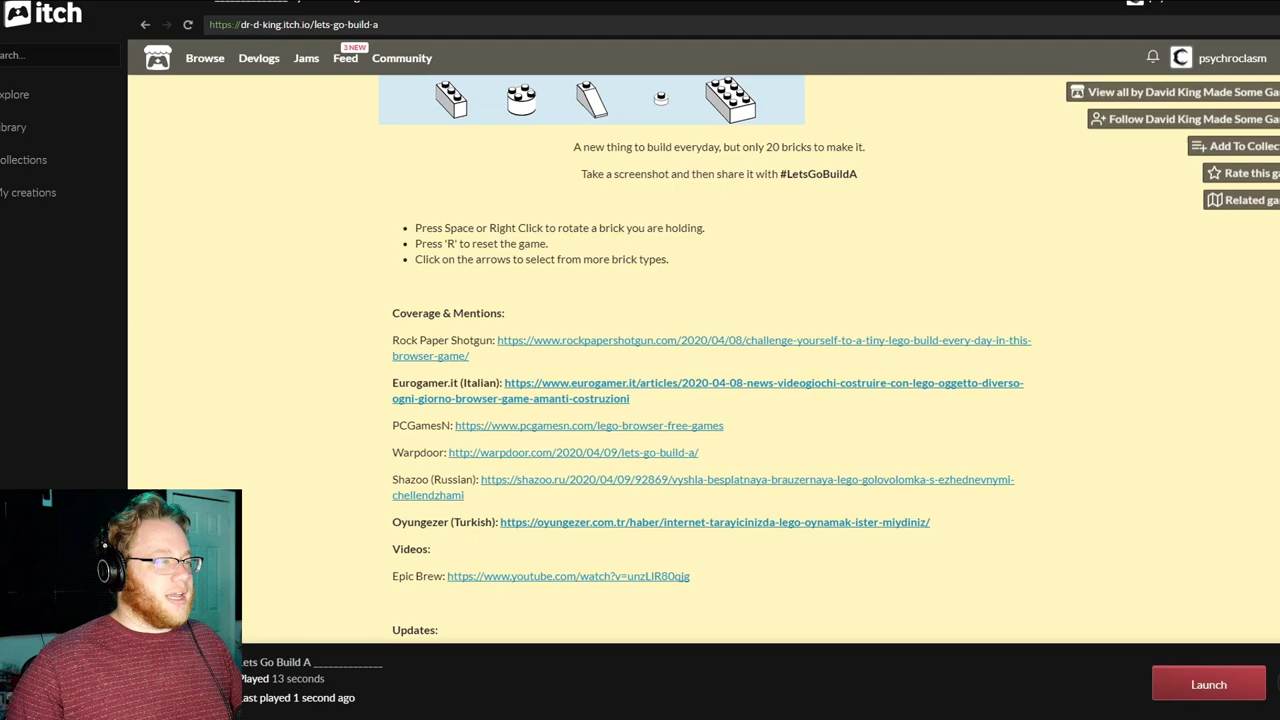 itch
https://dr-d-king.itch.io/lets-go-build-a
arch...
3 NEW
Browse Devlogs Jams Feed Community psychroclasm
xplore
ibrary
ollections
y creations
View all by David King Made Some Ga
Follow David King Made Some Gam
Add To Collec
Rate this ga
Related ga
A new thing to build everyday, but only 20 bricks to make it.
Take a screenshot and then share it with #LetsGoBuildA
Press Space or Right Click to rotate a brick you are holding.
Press 'R' to reset the game.
Click on the arrows to select from more brick types.
Coverage & Mentions:
Rock Paper Shotgun: https://www.rockpapershotgun.com/2020/04/08/challenge-yourself-to-a-tiny-lego-build-every-day-in-this-
browser-game/
Eurogamer.it (Italian): https://www.eurogamer.it/articles/2020-04-08-news-videogiochi-costruire-con-lego-oggetto-diverso-
ogni-giorno-browser-game-amanti-costruzioni
PCGamesN: https://www.pcgamesn.com/lego-browser-free-games
Warpdoor: http://warpdoor.com/2020/04/09/lets-go-build-a/
Shazoo (Russian): https://shazoo.ru/2020/04/09/92869/vyshla-besplatnaya-brauzernaya-lego-golovolomka-s-ezhednevnymi-
chellendzhami
Oyungezer (Turkish): https://oyungezer.com.tr/haber/internet-tarayicinizda-lego-oynamak-ister-miydiniz/
Videos:
Epic Brew: https://www.youtube.com/watch?v=unzLlR80qjg
Updates:
Lets Go Build A ______________
Played 13 seconds
Last played 1 second ago
Launch